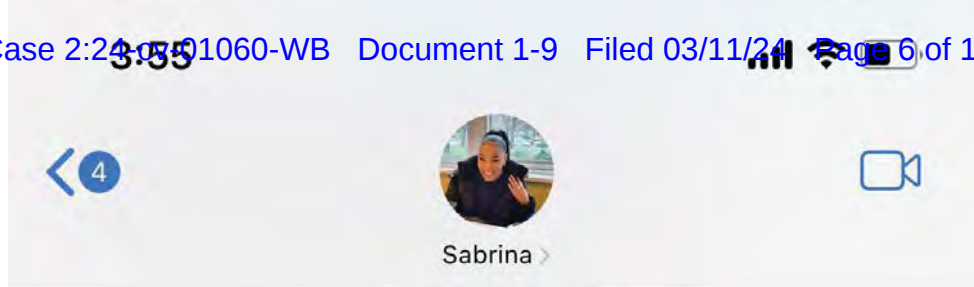 ase 2:24-cv-01060-WB Document 1-9 Filed 03/11/24 Page 6 of 1
3:55
4
Sabrina